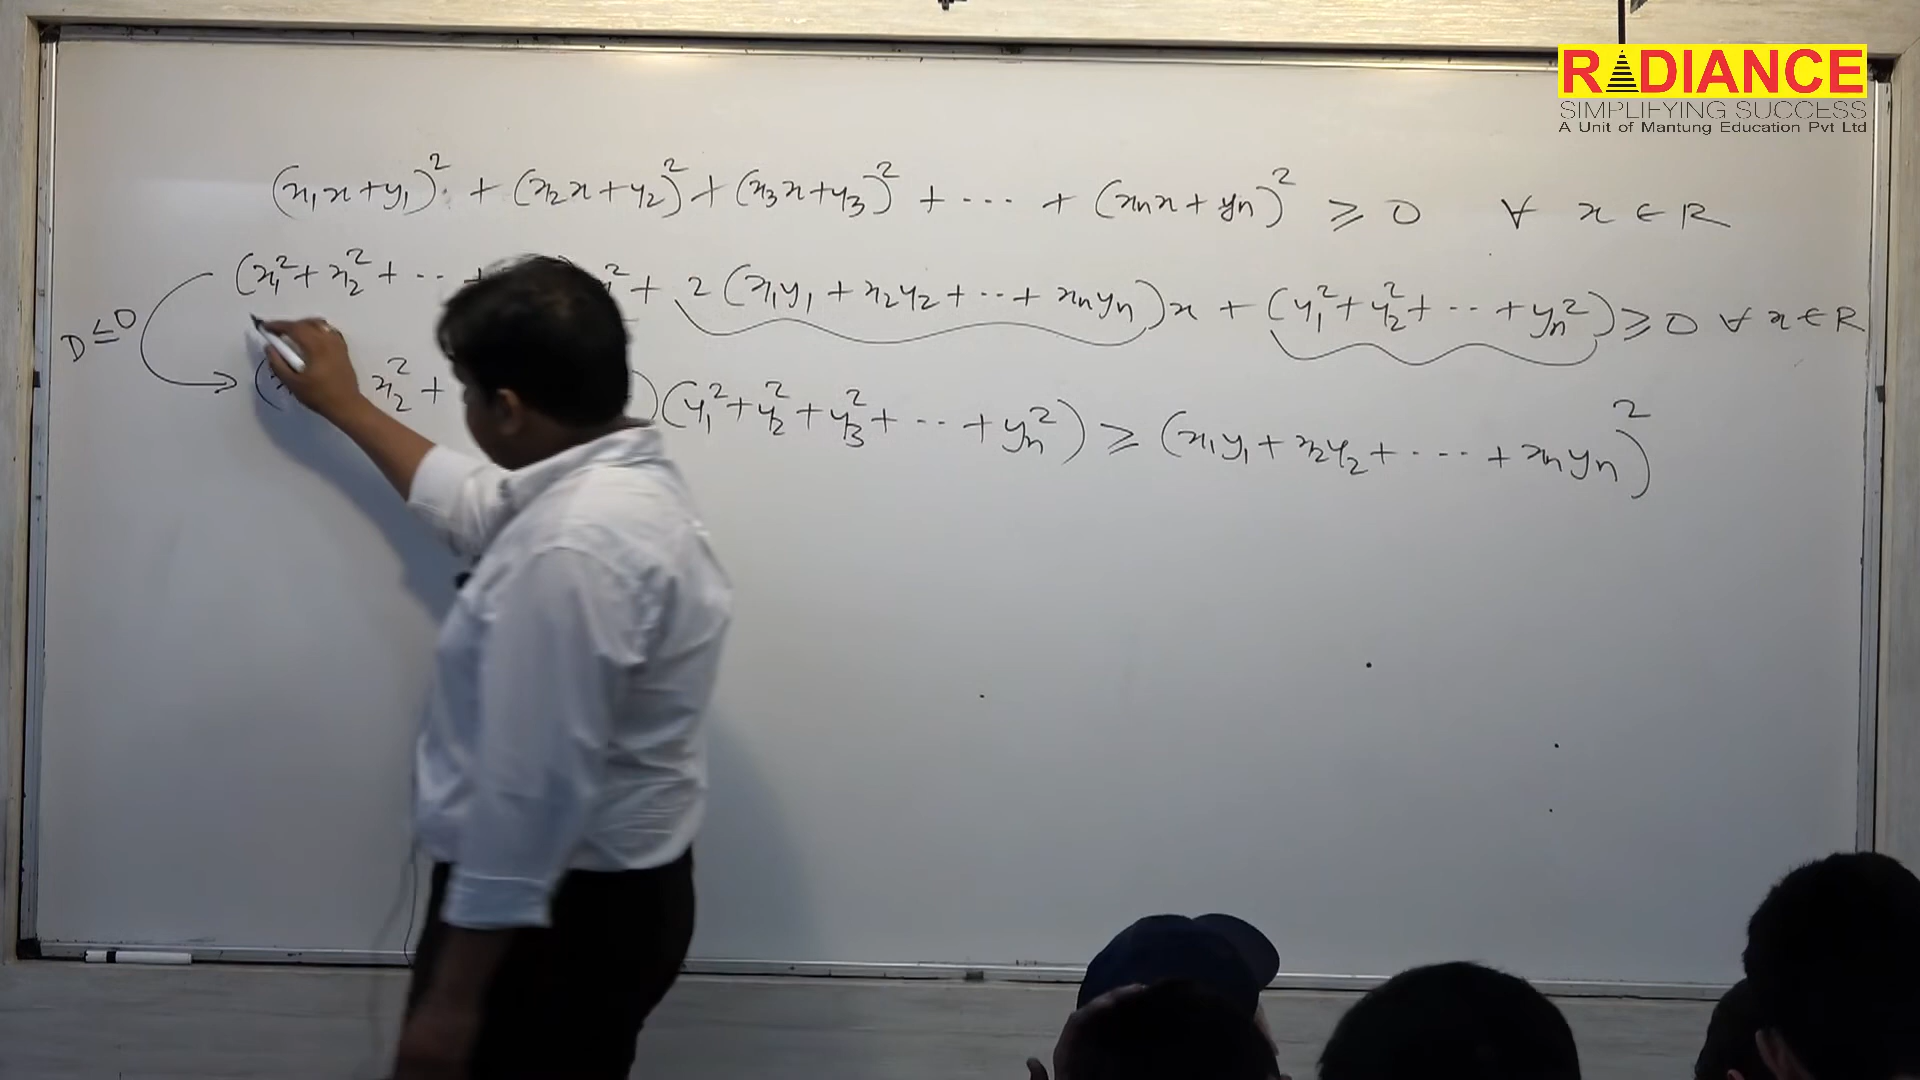 RADIANCE
SIMPLIFYING SUCCESS
A Unit of Mantung Education Pvt Ltd
(x₁x+y₁)² + (x₂x+y₂)² + (x₃x+y₃)² + ... + (xₙx+yₙ)² ≥ 0 ∀ x ∈ R
(x₁² + x₂² + ... + 2(x₁y₁ + x₂y₂ + ... + xₙyₙ)x + (y₁² + y₂² + ... + yₙ²) ≥ 0 ∀ x ∈ R
D ≤ 0
( x₂² + )(y₁² + y₂² + y₃² + ... + yₙ²) ≥ (x₁y₁ + x₂y₂ + .... + xₙyₙ)²